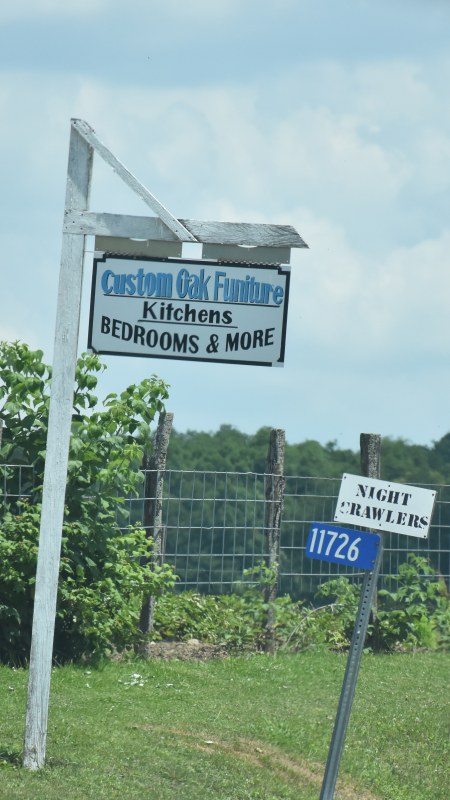 Custom Oak Funiture
Kitchens
BEDROOMS & MORE
NIGHT
CRAWLERS
11726